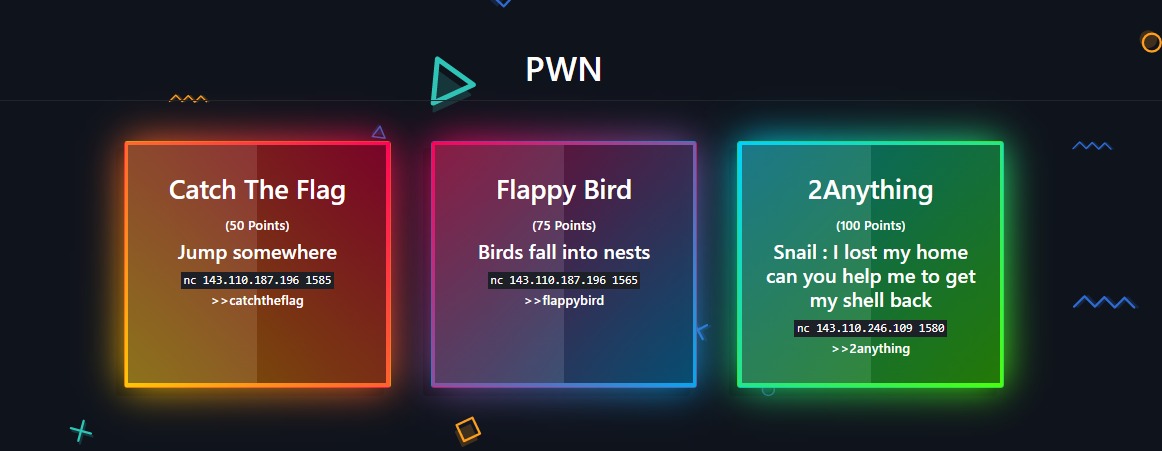 PWN
Catch The Flag
(50 Points)
Jump somewhere
nc 143.110.187.196 1585
>>catchtheflag
Flappy Bird
(75 Points)
Birds fall into nests
nc 143.110.187.196 1565
>>flappybird
2Anything
(100 Points)
Snail : I lost my home
can you help me to get
my shell back
nc 143.110.246.109 1580
>>2anything